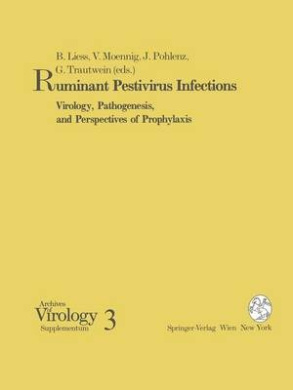 B. Liess, V. Moennig, J. Pohlenz,
G. Trautwein (eds.)
Ruminant Pestivirus Infections
Virology, Pathogenesis,
and Perspectives of Prophylaxis
Archives
of
Virology 3
Supplementum
Springer-Verlag Wien New York